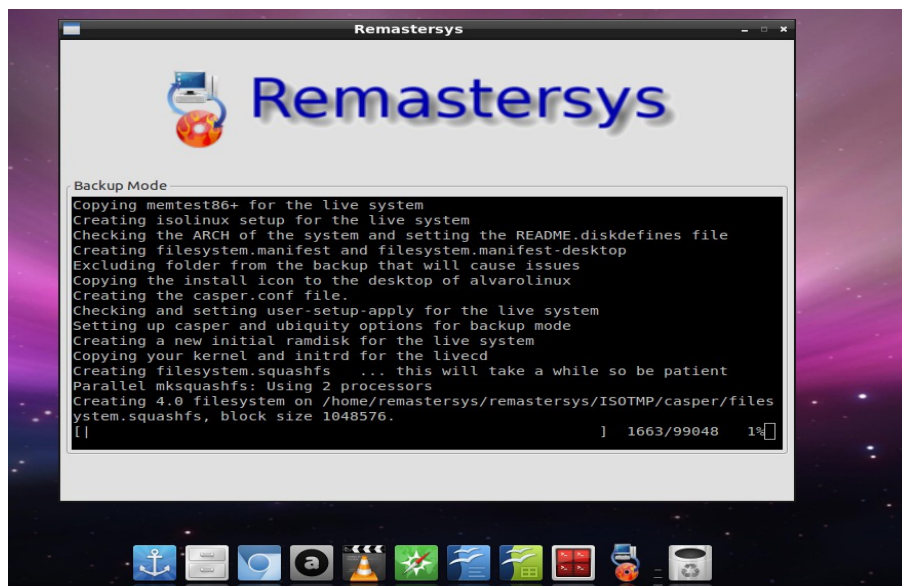 Remastersys
Remastersys
Backup Mode
Copying memtest86+ for the live system
Creating isolinux setup for the live system
Checking the ARCH of the system and setting the README.diskdefines file
Creating filesystem.manifest and filesystem.manifest-desktop
Excluding folder from the backup that will cause issues
Copying the install icon to the desktop of alvarolinux
Creating the casper.conf file.
Checking and setting user-setup-apply for the live system
Setting up casper and ubiquity options for backup mode
Creating a new initial ramdisk for the live system
Copying your kernel and initrd for the livecd
Creating filesystem.squashfs   ... this will take a while so be patient
Parallel mksquashfs: Using 2 processors
Creating 4.0 filesystem on /home/remastersys/remastersys/ISOTMP/casper/files
ystem.squashfs, block size 1048576.
[|                                                          ]  1663/99048   1%
a